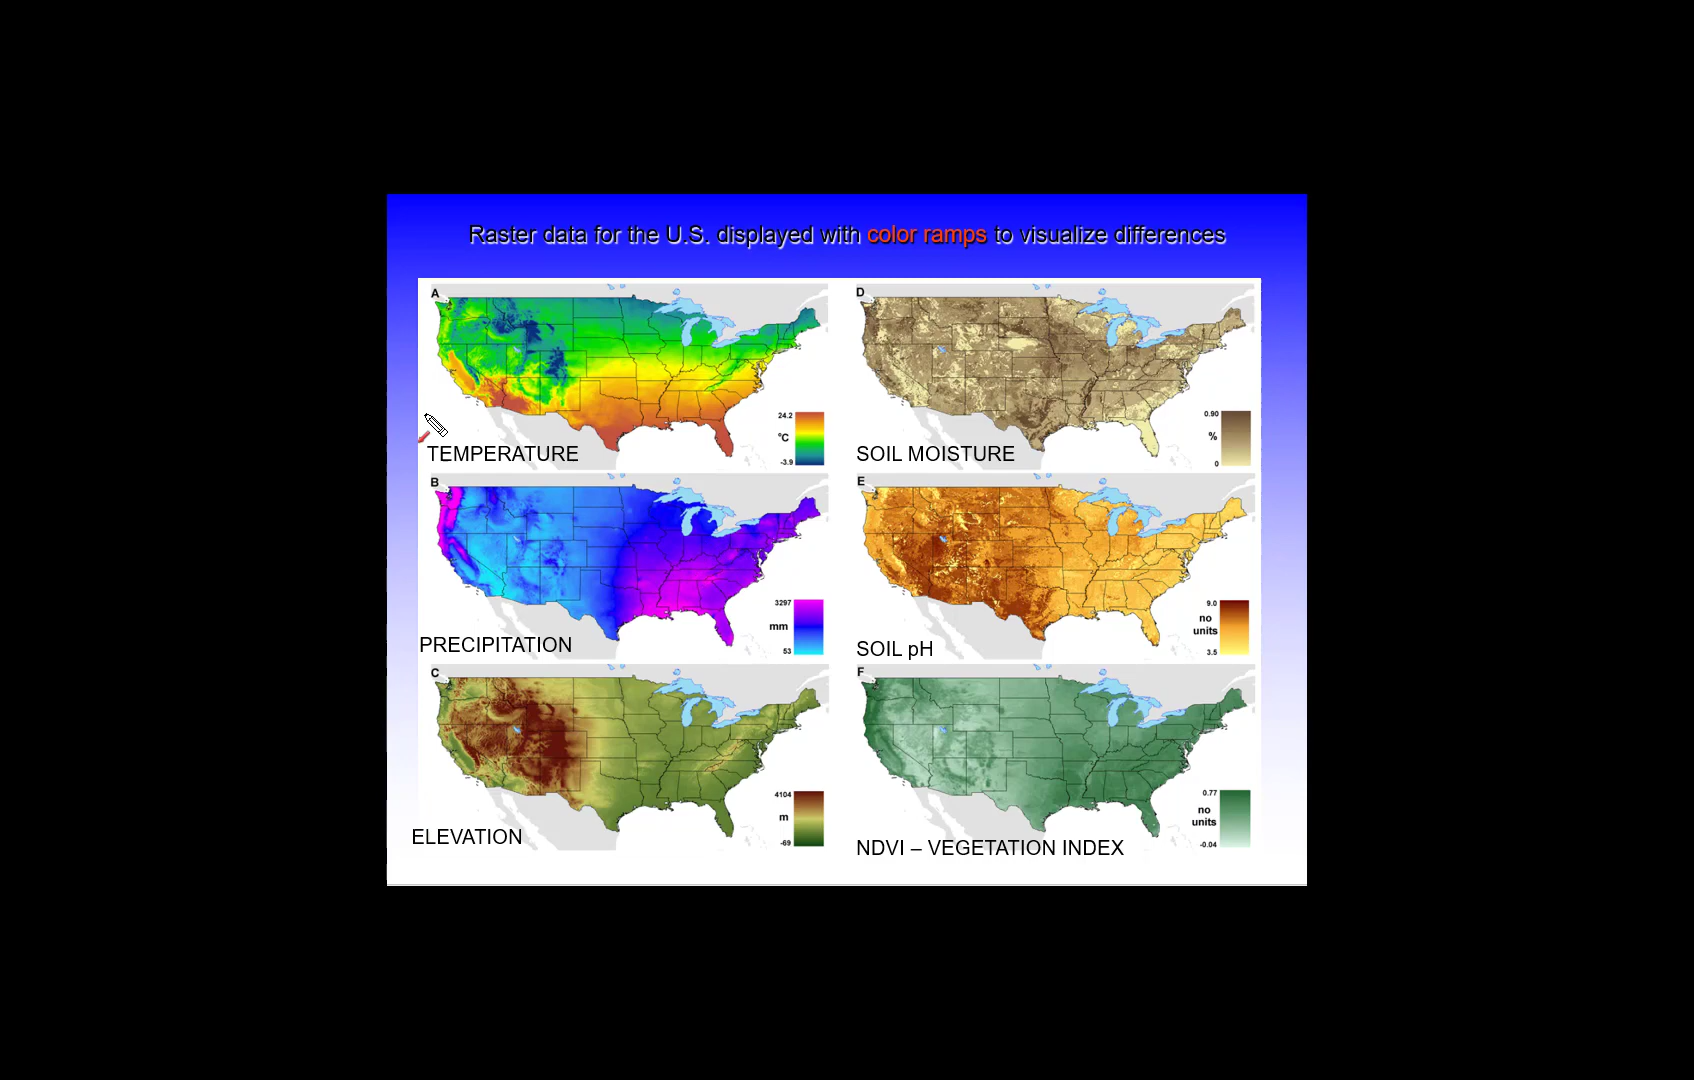 Raster data for the U.S. displayed with color ramps to visualize differences
A
24.2
°C
-3.9
TEMPERATURE
B
3297
mm
53
PRECIPITATION
C
4104
m
-69
ELEVATION
D
0.90
%
0
SOIL MOISTURE
E
9.0
no
units
3.5
SOIL pH
F
0.77
no
units
-0.04
NDVI – VEGETATION INDEX